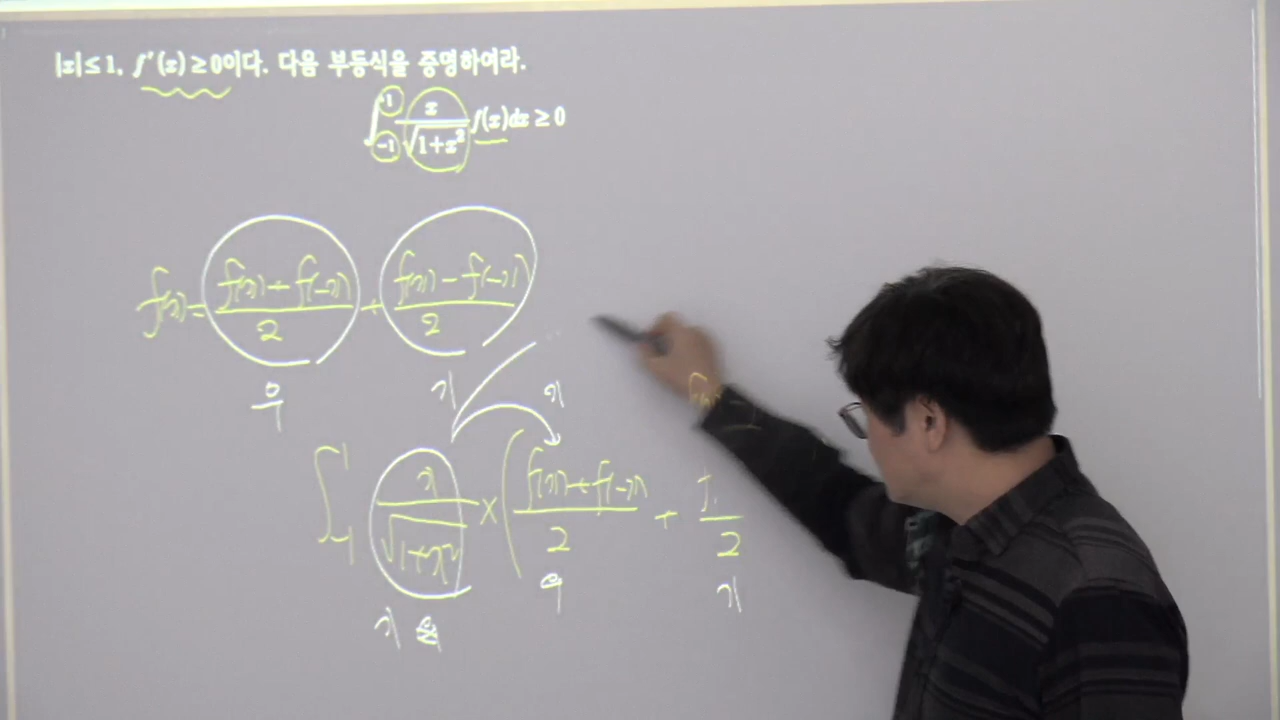 |x| ≤ 1, f'(x) ≥ 0이다. 다음 부등식을 증명하여라.
∫_{-1}^{1} x/√(1+x²) f(x)dx ≥ 0
f(x) = (f(x)+f(-x))/2 + (f(x)-f(-x))/2
우 기 기
∫_{-1}^{1} x/√(1+x²) × ( (f(x)+f(-x))/2 + f/2
기 우 기